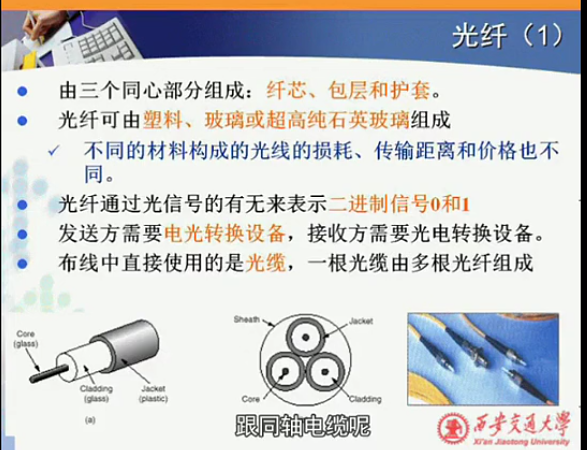 光纤（1）
由三个同心部分组成：纤芯、包层和护套。
光纤可由塑料、玻璃或超高纯石英玻璃组成
✓ 不同的材料构成的光线的损耗、传输距离和价格也不
同。
光纤通过光信号的有无来表示二进制信号0和1
发送方需要电光转换设备，接收方需要光电转换设备。
布线中直接使用的是光缆，一根光缆由多根光纤组成
Core
(glass)
Cladding
(glass)
Jacket
(plastic)
(a)
Sheath
Jacket
Core
Cladding
跟同轴电缆呢
西安交通大学
Xi'an Jiaotong University